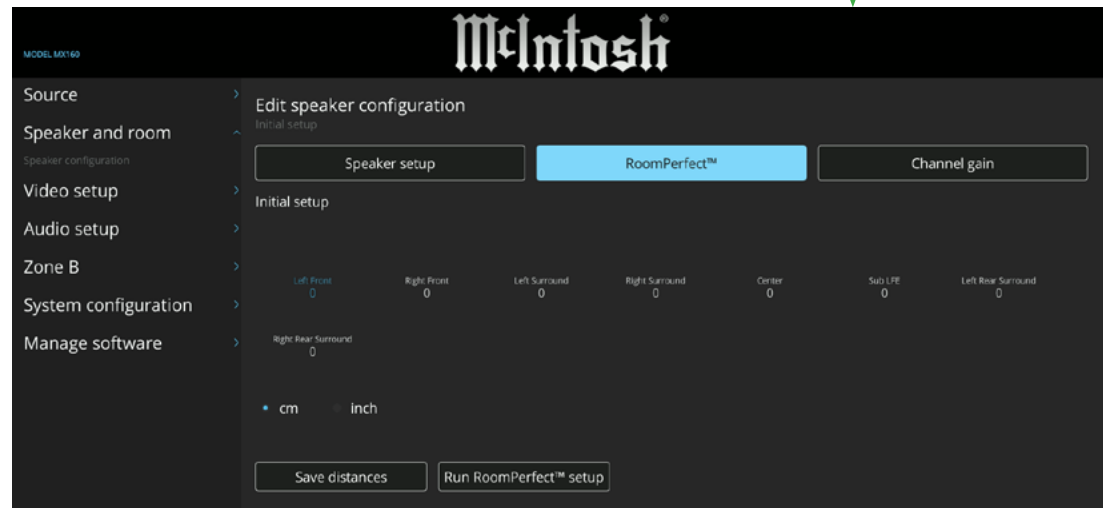 McIntosh®
MODEL MX160
Source
Speaker and room
Speaker configuration
Video setup
Audio setup
Zone B
System configuration
Manage software
Edit speaker configuration
Initial setup
Speaker setup RoomPerfect™ Channel gain
Initial setup
Left Front Right Front Left Surround Right Surround Center Sub LFE Left Rear Surround
0 0 0 0 0 0 0
Right Rear Surround
0
cm inch
Save distances Run RoomPerfect™ setup